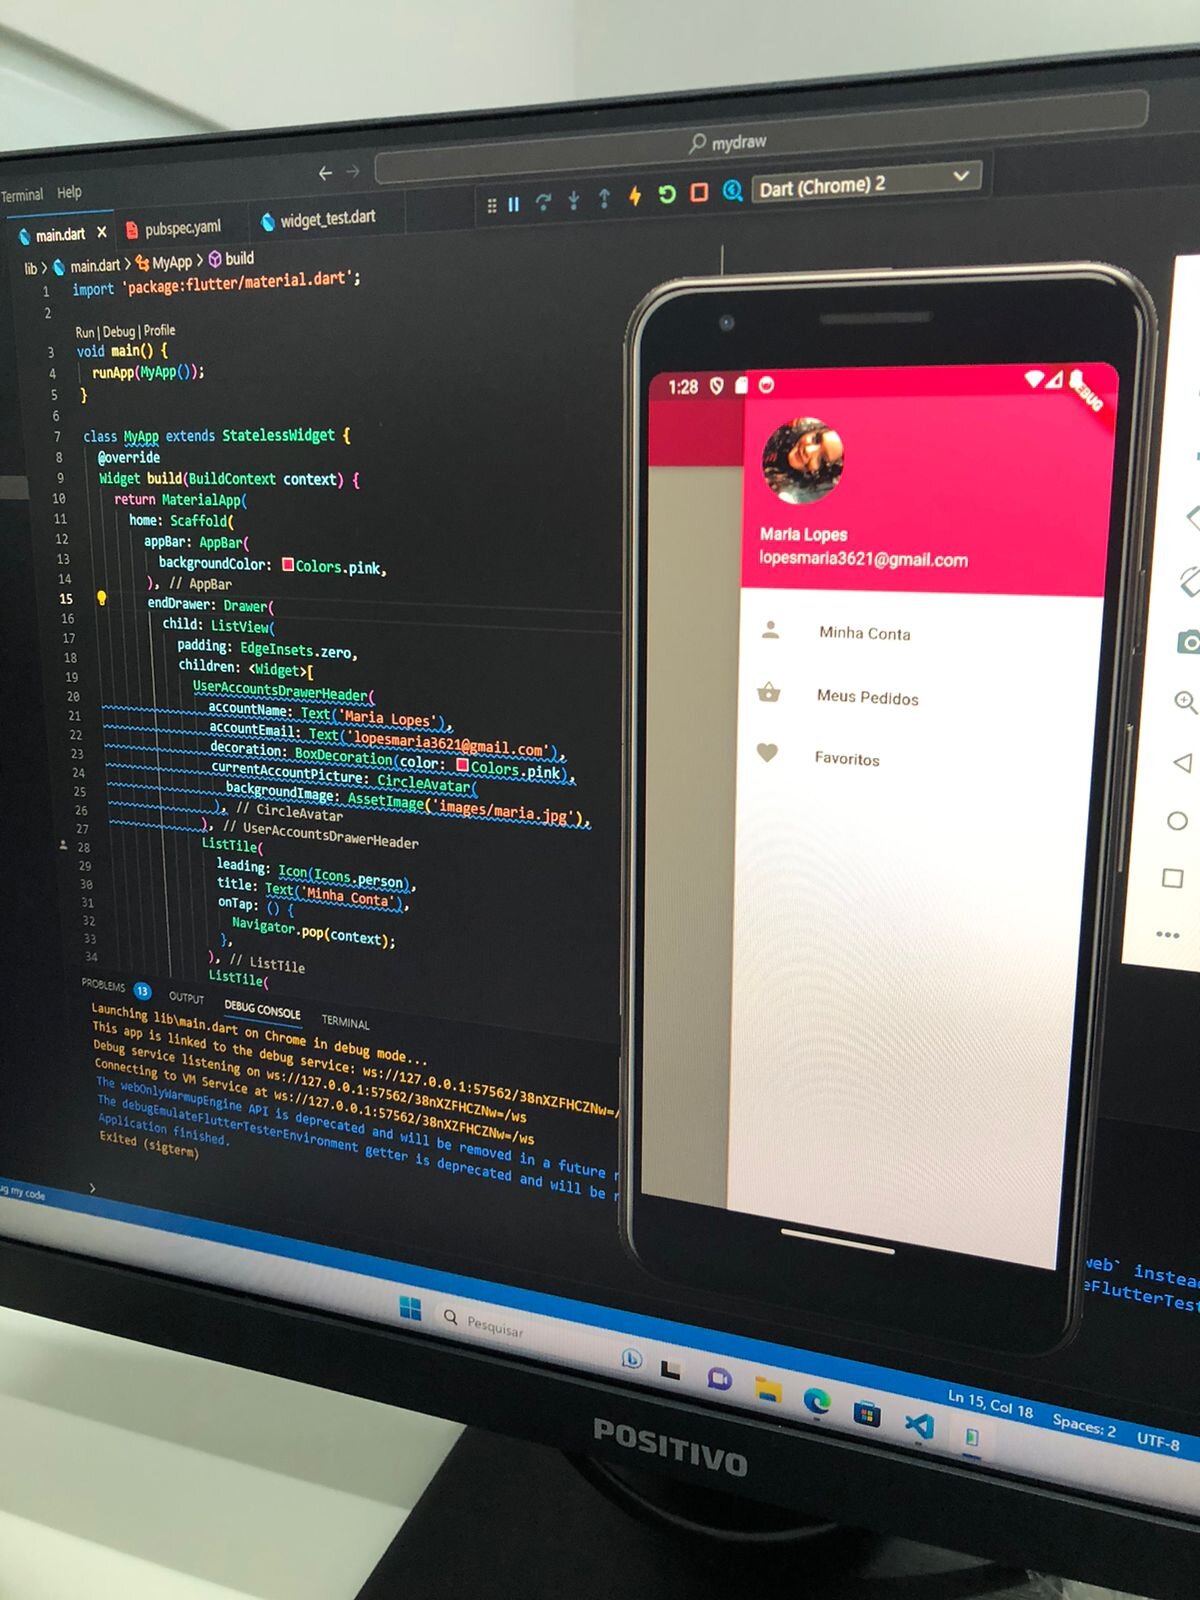 mydraw
Terminal Help
Dart (Chrome) 2
main.dart pubspec.yaml widget_test.dart
lib > main.dart > MyApp > build
1 import 'package:flutter/material.dart';
2
Run | Debug | Profile
3 void main() {
4 runApp(MyApp());
5 }
6
7 class MyApp extends StatelessWidget {
8 @override
9 Widget build(BuildContext context) {
10 return MaterialApp(
11 home: Scaffold(
12 appBar: AppBar(
13 backgroundColor: Colors.pink,
14 ), // AppBar
15 endDrawer: Drawer(
16 child: ListView(
17 padding: EdgeInsets.zero,
18 children: <Widget>[
19 UserAccountsDrawerHeader(
20 accountName: Text('Maria Lopes'),
21 accountEmail: Text('lopesmaria3621@gmail.com'),
22 decoration: BoxDecoration(color: Colors.pink),
23 currentAccountPicture: CircleAvatar(
24 backgroundImage: AssetImage('images/maria.jpg'),
25 ), // CircleAvatar
26 ), // UserAccountsDrawerHeader
27 ListTile(
28 leading: Icon(Icons.person),
29 title: Text('Minha Conta'),
30 onTap: () {
31 Navigator.pop(context);
32 },
33 ), // ListTile
34 ListTile(
PROBLEMS 13 OUTPUT DEBUG CONSOLE TERMINAL
Launching lib\main.dart on Chrome in debug mode...
This app is linked to the debug service: ws://127.0.0.1:57562/38nXZFHCZNw=/
Debug service listening on ws://127.0.0.1:57562/38nXZFHCZNw=/ws
Connecting to VM Service at ws://127.0.0.1:57562/38nXZFHCZNw=/ws
The webOnlyWarmupEngine API is deprecated and will be removed in a future r
The debugEmulateFlutterTesterEnvironment getter is deprecated and will be r
Application finished.
Exited (sigterm)
1:28
Maria Lopes
lopesmaria3621@gmail.com
Minha Conta
Meus Pedidos
Favoritos
web` instea
eFlutterTest
ug my code
Ln 15, Col 18 Spaces: 2 UTF-8
Pesquisar
POSITIVO